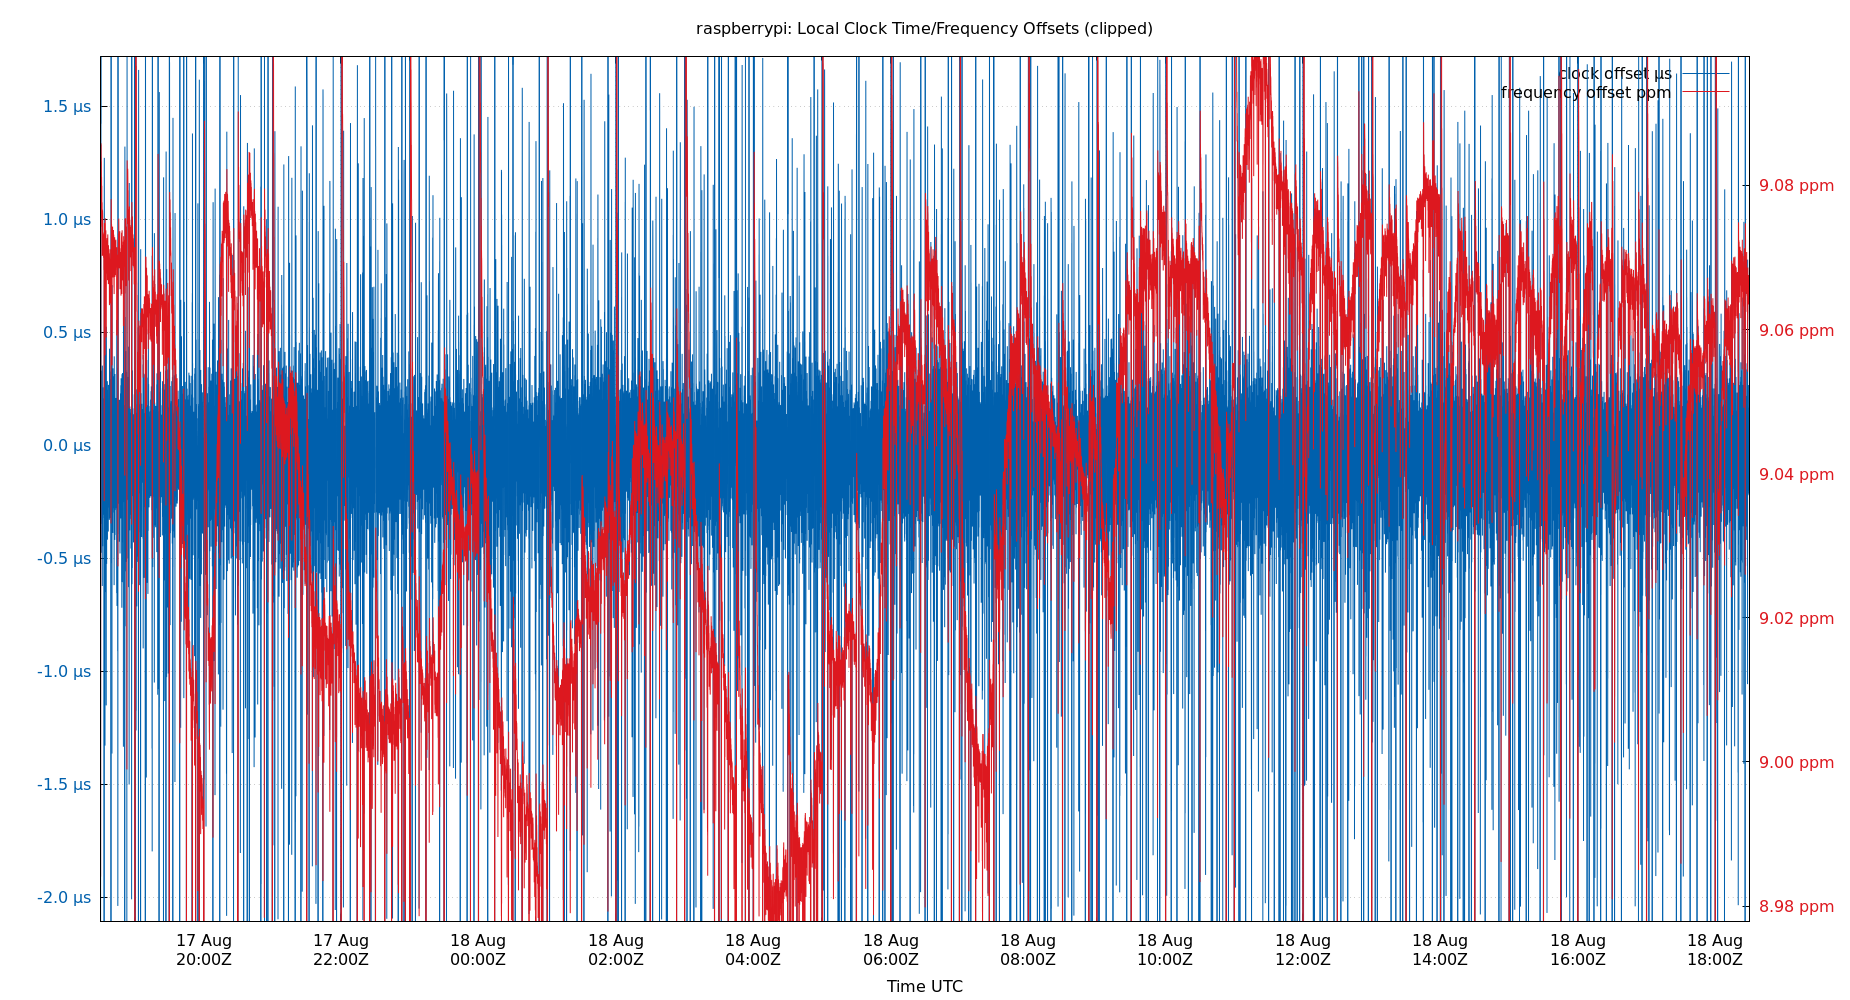 raspberrypi: Local Clock Time/Frequency Offsets (clipped)
clock offset µs
frequency offset ppm
1.5 µs
1.0 µs
0.5 µs
0.0 µs
-0.5 µs
-1.0 µs
-1.5 µs
-2.0 µs
9.08 ppm
9.06 ppm
9.04 ppm
9.02 ppm
9.00 ppm
8.98 ppm
17 Aug 17 Aug 18 Aug 18 Aug 18 Aug 18 Aug 18 Aug 18 Aug 18 Aug 18 Aug 18 Aug 18 Aug
20:00Z 22:00Z 00:00Z 02:00Z 04:00Z 06:00Z 08:00Z 10:00Z 12:00Z 14:00Z 16:00Z 18:00Z
Time UTC